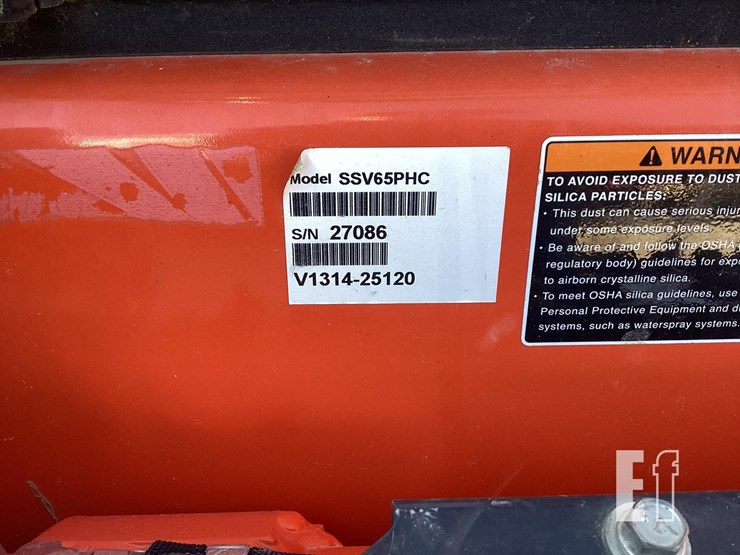 Model SSV65PHC
S/N 27086
V1314-25120
WARN
TO AVOID EXPOSURE TO DUST
SILICA PARTICLES:
• This dust can cause serious injur
under some exposure levels.
• Be aware of and follow the OSHA
regulatory body) guidelines for exp
to airborn crystalline silica.
• To meet OSHA silica guidelines, use
Personal Protective Equipment and d
systems, such as waterspray systems.
Ef